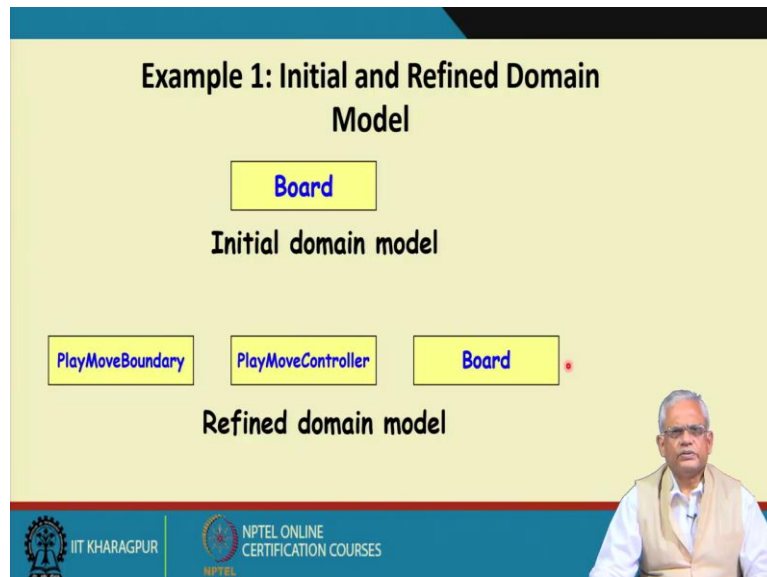 Example 1: Initial and Refined Domain
Model
Board
Initial domain model
PlayMoveBoundary
PlayMoveController
Board
Refined domain model
IIT KHARAGPUR
NPTEL
NPTEL ONLINE
CERTIFICATION COURSES